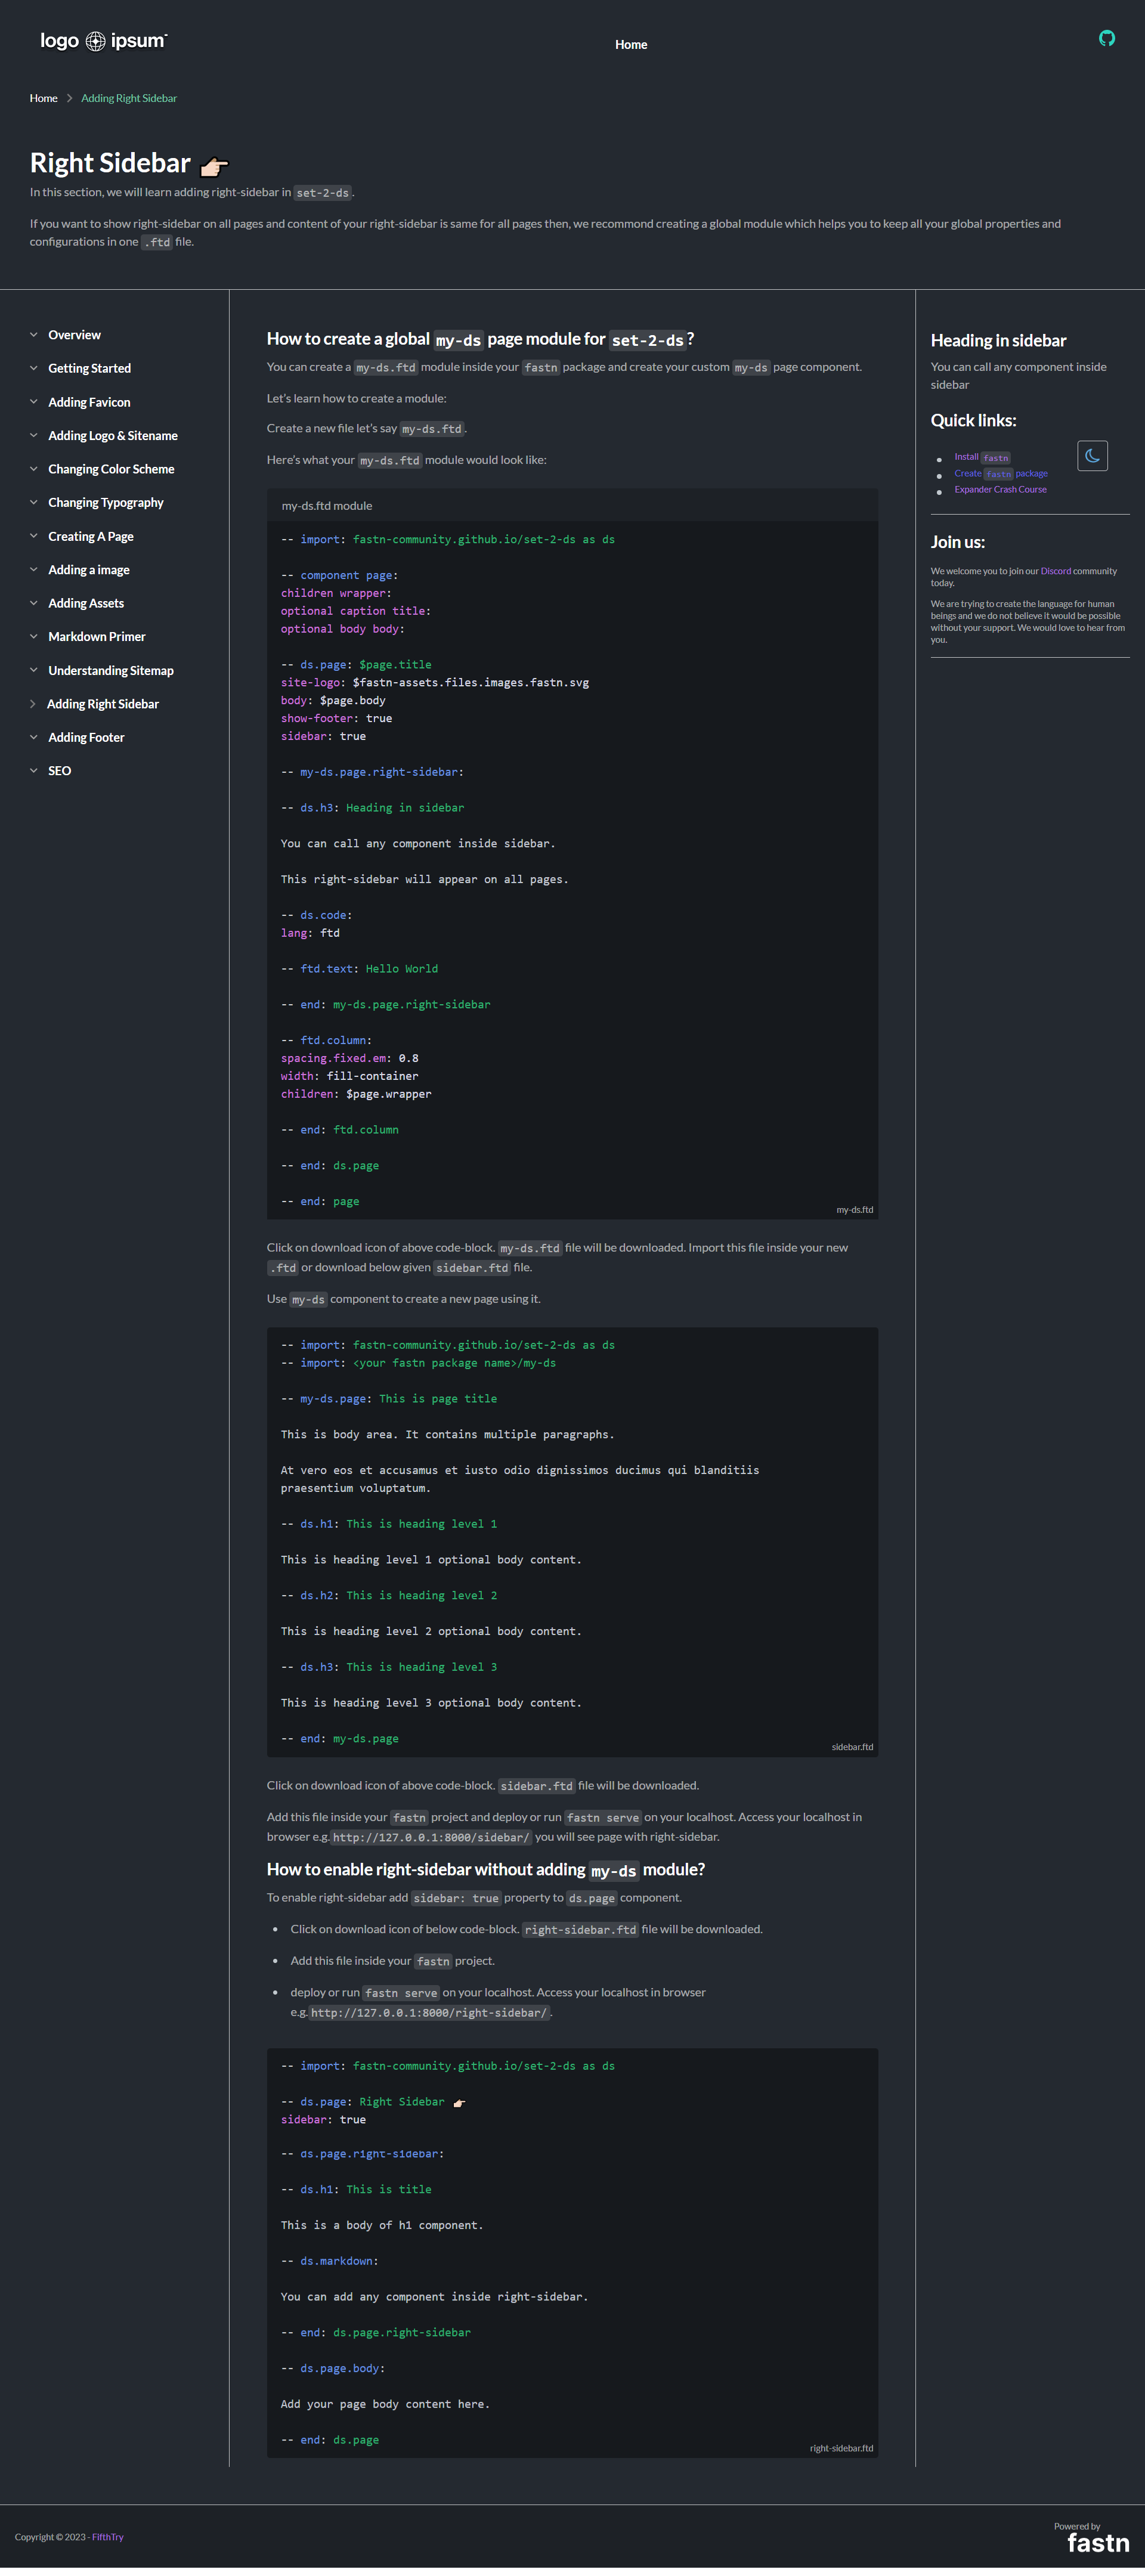 logo ipsum
Home
Home
Adding Right Sidebar
Right Sidebar 👉🏻
In this section, we will learn adding right-sidebar in set-2-ds.
If you want to show right-sidebar on all pages and content of your right-sidebar is same for all pages then, we recommond creating a global module which helps you to keep all your global properties and
configurations in one .ftd file.
Overview
Getting Started
Adding Favicon
Adding Logo & Sitename
Changing Color Scheme
Changing Typography
Creating A Page
Adding a image
Adding Assets
Markdown Primer
Understanding Sitemap
Adding Right Sidebar
Adding Footer
SEO
How to create a global my-ds page module for set-2-ds?
You can create a my-ds.ftd module inside your fastn package and create your custom my-ds page component.
Let's learn how to create a module:
Create a new file let's say my-ds.ftd.
Here's what your my-ds.ftd module would look like:
my-ds.ftd module
-- import: fastn-community.github.io/set-2-ds as ds
-- component page:
children wrapper:
optional caption title:
optional body body:
-- ds.page: $page.title
site-logo: $fastn-assets.files.images.fastn.svg
body: $page.body
show-footer: true
sidebar: true
-- my-ds.page.right-sidebar:
-- ds.h3: Heading in sidebar
You can call any component inside sidebar.
This right-sidebar will appear on all pages.
-- ds.code:
lang: ftd
-- ftd.text: Hello World
-- end: my-ds.page.right-sidebar
-- ftd.column:
spacing.fixed.em: 0.8
width: fill-container
children: $page.wrapper
-- end: ftd.column
-- end: ds.page
-- end: page
my-ds.ftd
Click on download icon of above code-block. my-ds.ftd file will be downloaded. Import this file inside your new
.ftd or download below given sidebar.ftd file.
Use my-ds component to create a new page using it.
-- import: fastn-community.github.io/set-2-ds as ds
-- import: <your fastn package name>/my-ds
-- my-ds.page: This is page title
This is body area. It contains multiple paragraphs.
At vero eos et accusamus et iusto odio dignissimos ducimus qui blanditiis
praesentium voluptatum.
-- ds.h1: This is heading level 1
This is heading level 1 optional body content.
-- ds.h2: This is heading level 2
This is heading level 2 optional body content.
-- ds.h3: This is heading level 3
This is heading level 3 optional body content.
-- end: my-ds.page
sidebar.ftd
Click on download icon of above code-block. sidebar.ftd file will be downloaded.
Add this file inside your fastn project and deploy or run fastn serve on your localhost. Access your localhost in
browser e.g. http://127.0.0.1:8000/sidebar/ you will see page with right-sidebar.
How to enable right-sidebar without adding my-ds module?
To enable right-sidebar add sidebar: true property to ds.page component.
• Click on download icon of below code-block. right-sidebar.ftd file will be downloaded.
• Add this file inside your fastn project.
• deploy or run fastn serve on your localhost. Access your localhost in browser
e.g. http://127.0.0.1:8000/right-sidebar/.
-- import: fastn-community.github.io/set-2-ds as ds
-- ds.page: Right Sidebar 👉🏻
sidebar: true
-- ds.page.right-sidebar:
-- ds.h1: This is title
This is a body of h1 component.
-- ds.markdown:
You can add any component inside right-sidebar.
-- end: ds.page.right-sidebar
-- ds.page.body:
Add your page body content here.
-- end: ds.page
right-sidebar.ftd
Heading in sidebar
You can call any component inside
sidebar
Quick links:
• Install fastn
• Create fastn package
• Expander Crash Course
Join us:
We welcome you to join our Discord community
today.
We are trying to create the language for human
beings and we do not believe it would be possible
without your support. We would love to hear from
you.
Copyright © 2023 - FifthTry
Powered by
fastn